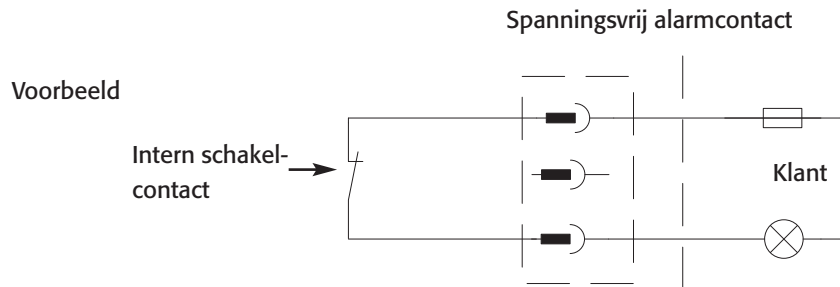 Spanningsvrij alarmcontact
Voorbeeld
Intern schakel-
contact
Klant